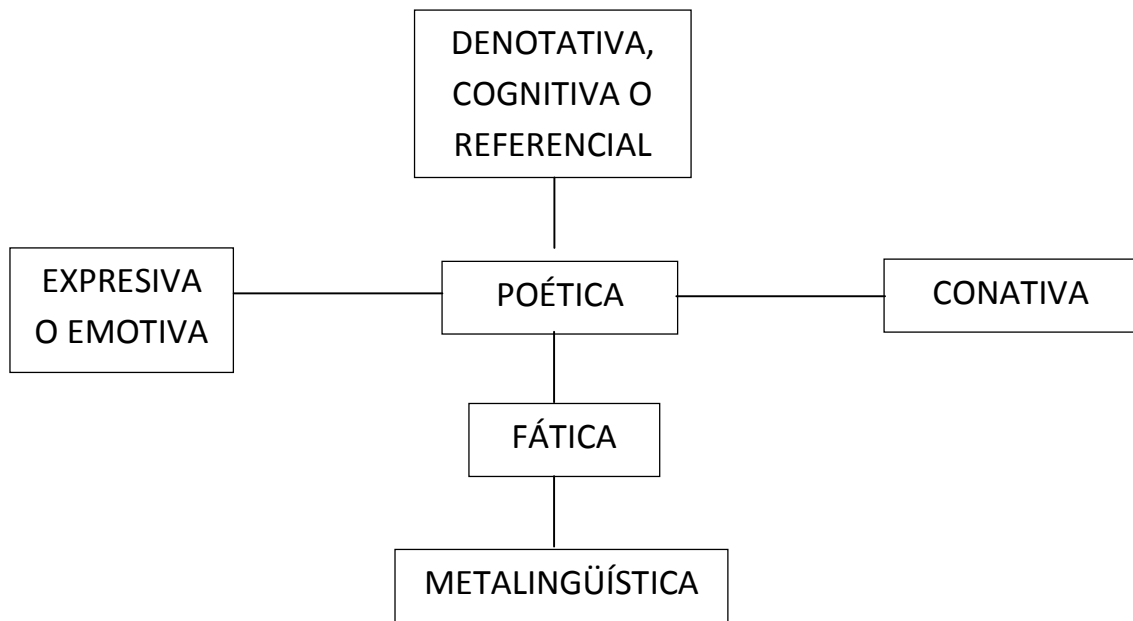 DENOTATIVA,
COGNITIVA O
REFERENCIAL
EXPRESIVA
O EMOTIVA
POÉTICA
CONATIVA
FÁTICA
METALINGÜÍSTICA